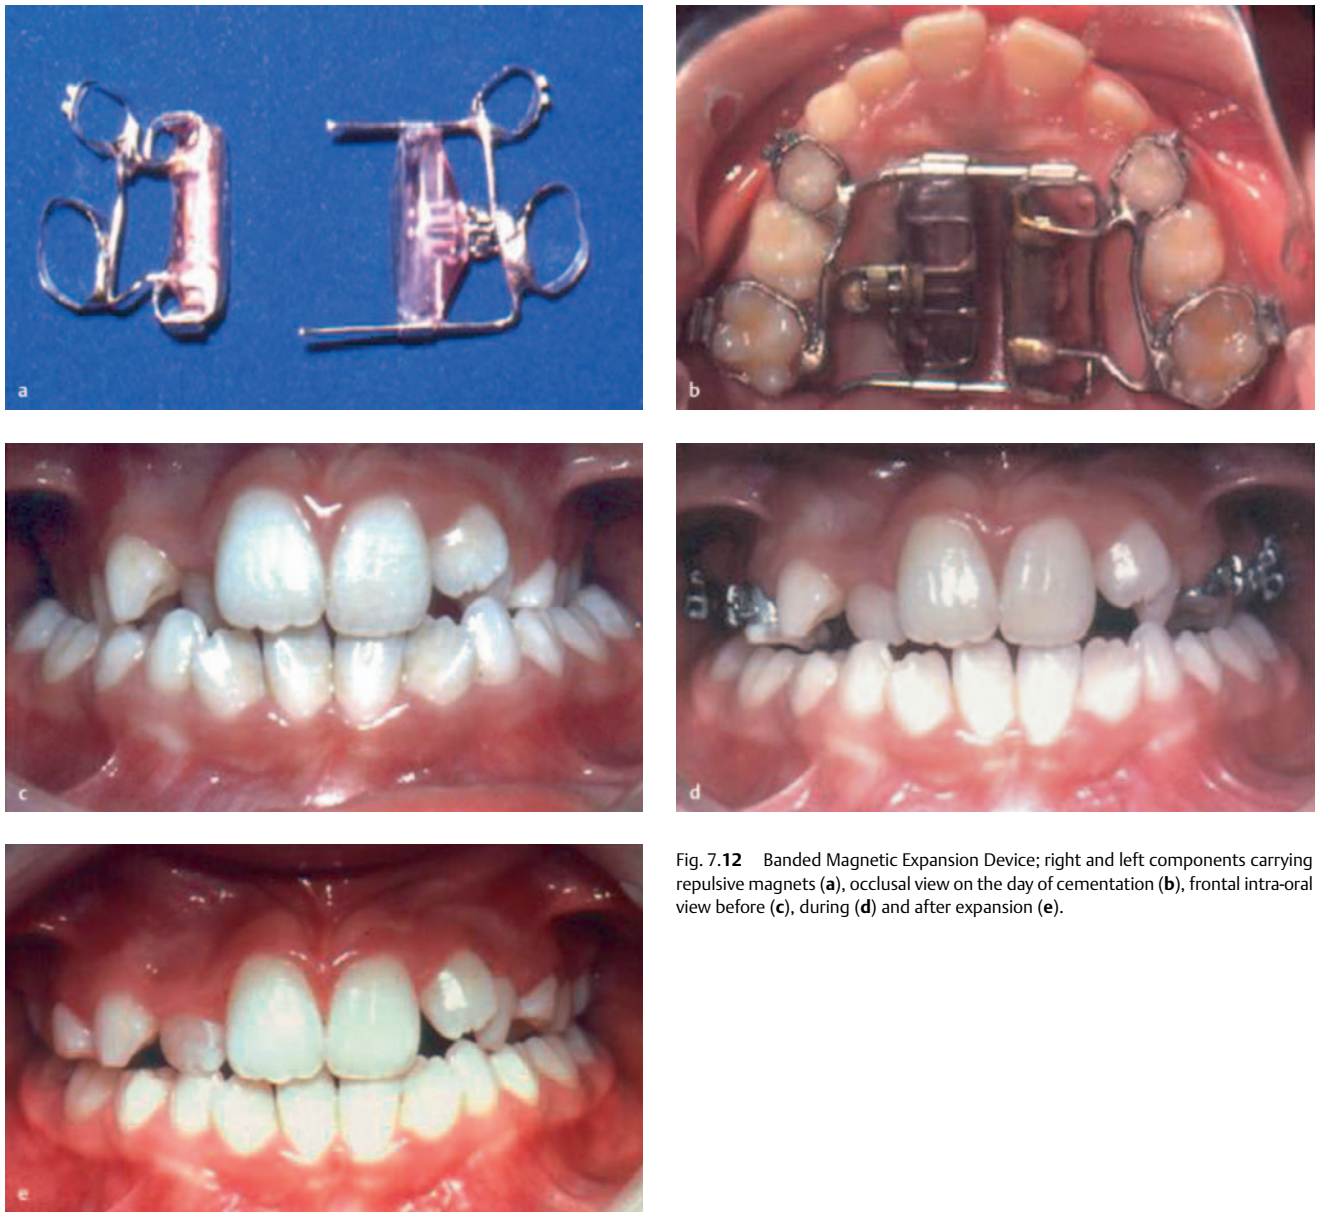 a
b
c
d
Fig. 7.12 Banded Magnetic Expansion Device; right and left components carrying
repulsive magnets (a), occlusal view on the day of cementation (b), frontal intra-oral
view before (c), during (d) and after expansion (e).
e